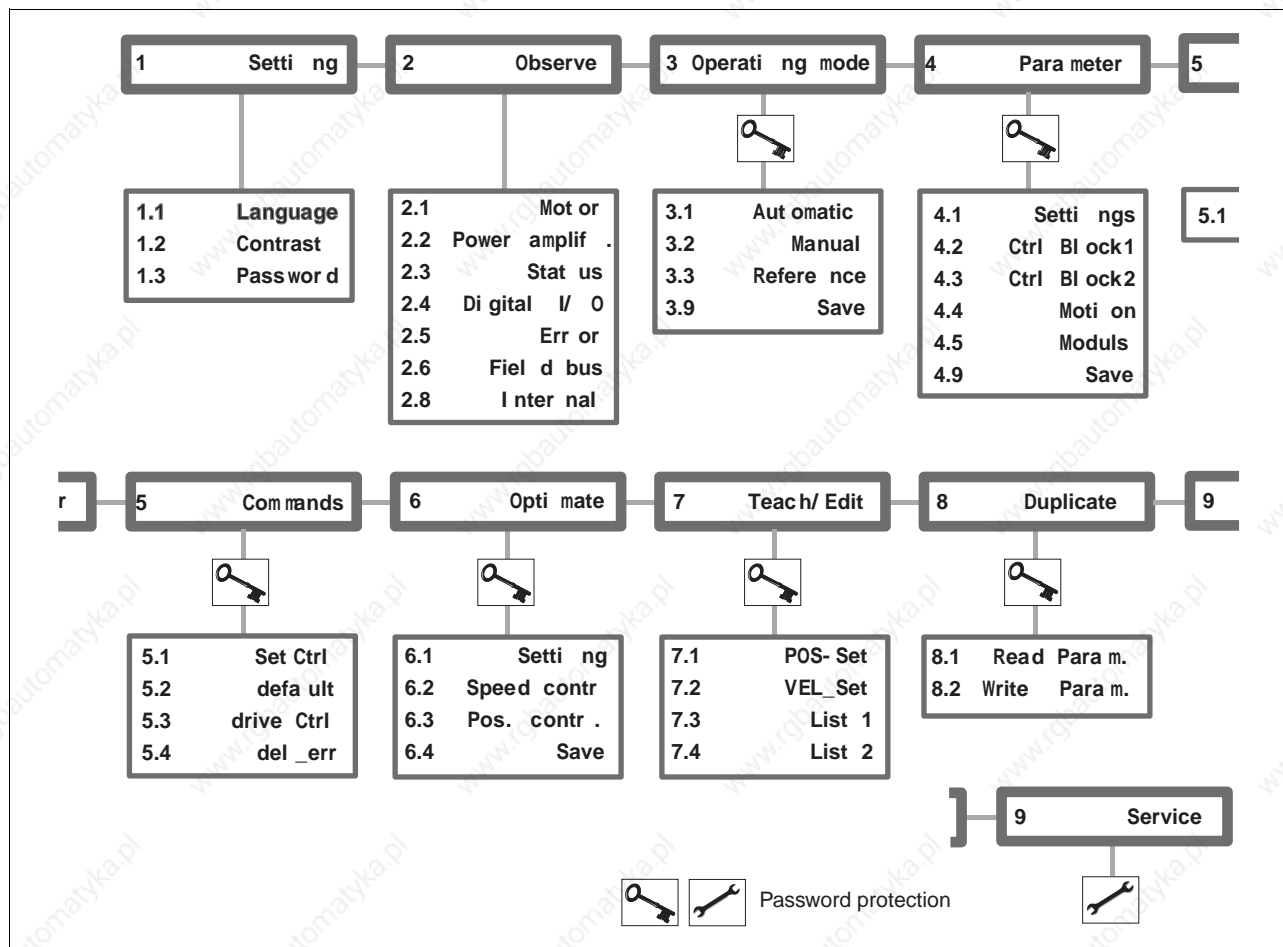 1 Setting
2 Observe
3 Operating mode
4 Parameter
5
1.1 Language
1.2 Contrast
1.3 Password
2.1 Motor
2.2 Power amplif.
2.3 Status
2.4 Digital I/O
2.5 Error
2.6 Field bus
2.8 Internal
3.1 Automatic
3.2 Manual
3.3 Reference
3.9 Save
4.1 Settings
4.2 Ctrl Block1
4.3 Ctrl Block2
4.4 Motion
4.5 Moduls
4.9 Save
5.1
r
5 Commands
6 Optimate
7 Teach/Edit
8 Duplicate
9
5.1 Set Ctrl
5.2 default
5.3 drive Ctrl
5.4 del_err
6.1 Setting
6.2 Speed contr
6.3 Pos. contr.
6.4 Save
7.1 POS-Set
7.2 VEL_Set
7.3 List 1
7.4 List 2
8.1 Read Param.
8.2 Write Param.
9 Service
Password protection
www.rgbautomatyka.pl